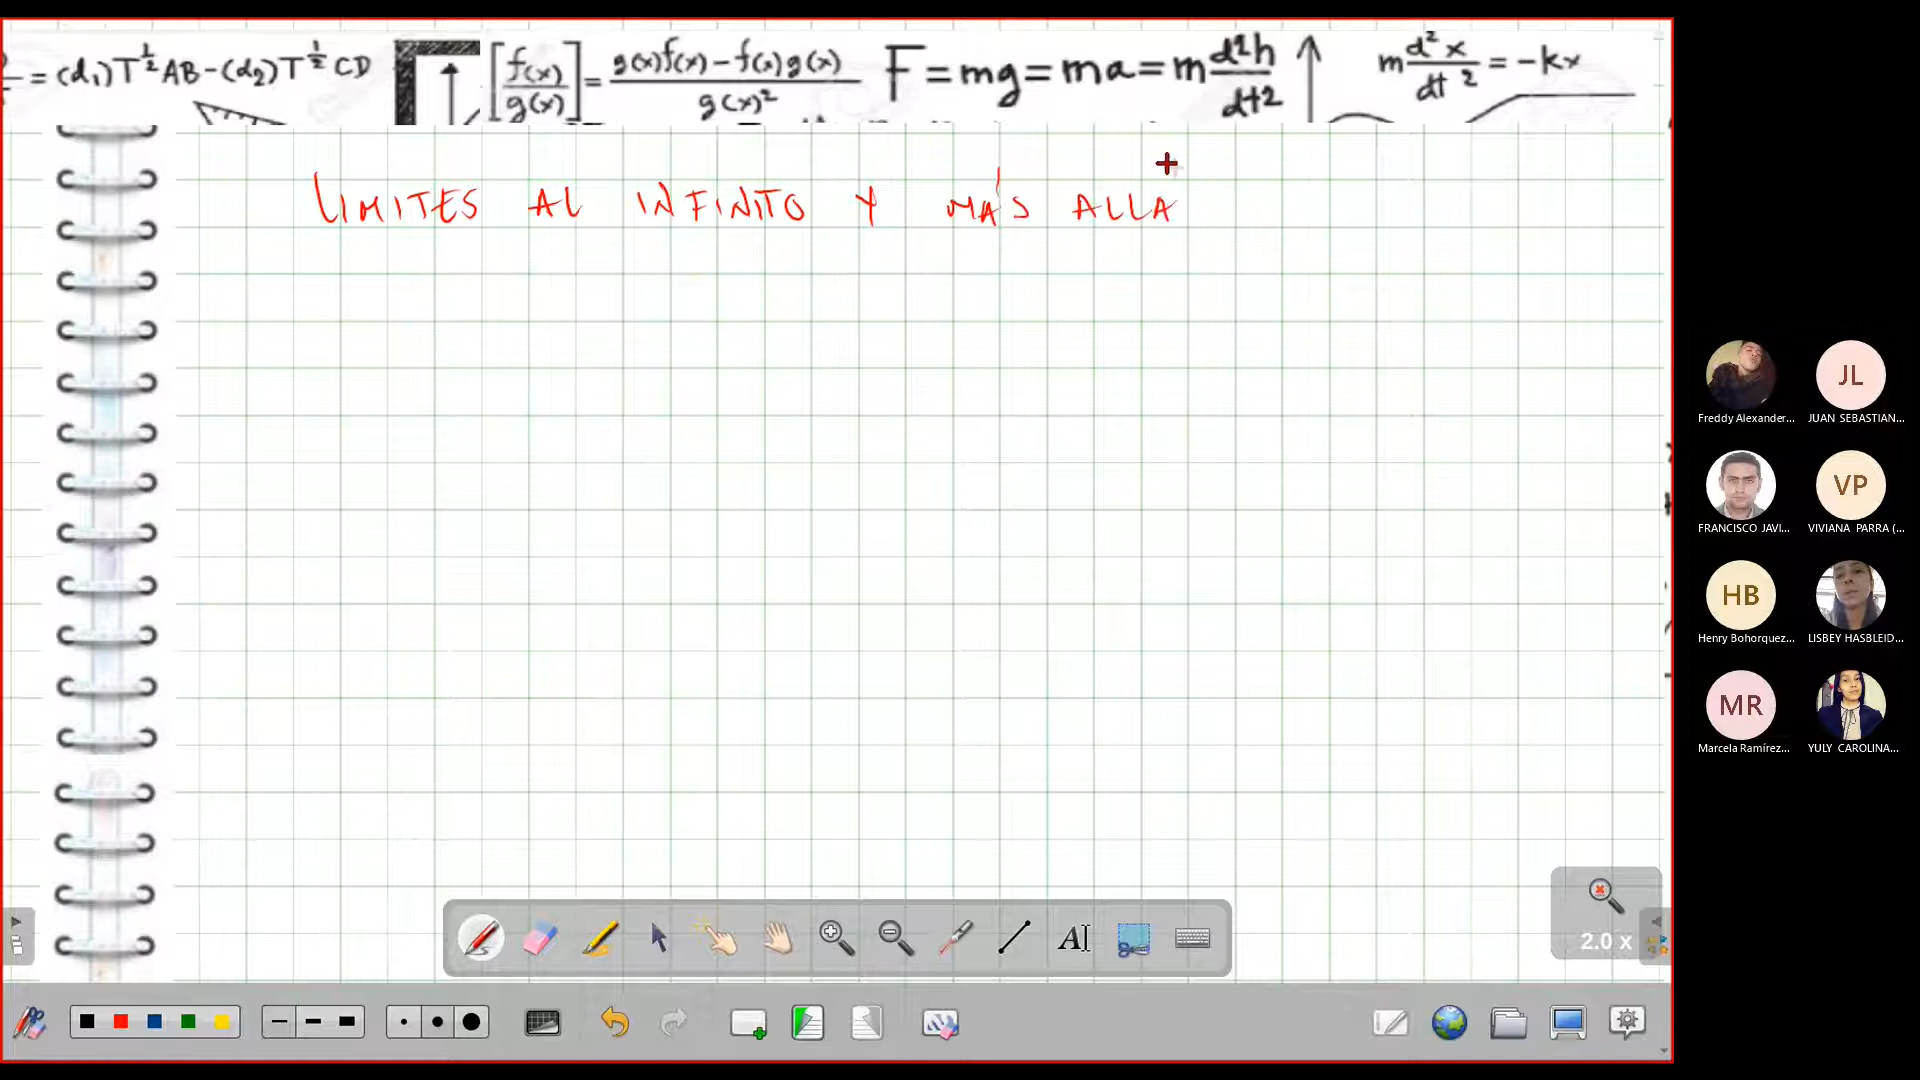 = (d₁)T^½ AB - (d₂)T^½ CD
[f(x)/g(x)] = g(x)f(x) - f(x)g(x) / g(x)²
F = mg = ma = m d²h/dt2
m d²x/dt² = -kx
LIMITES AL INFINITO Y MÁS ALLA
JL
Freddy Alexander...
JUAN SEBASTIAN...
VP
FRANCISCO JAVI...
VIVIANA PARRA (...
HB
Henry Bohorquez...
LISBEY HASBLEID...
MR
Marcela Ramírez...
YULY CAROLINA...
2.0 x